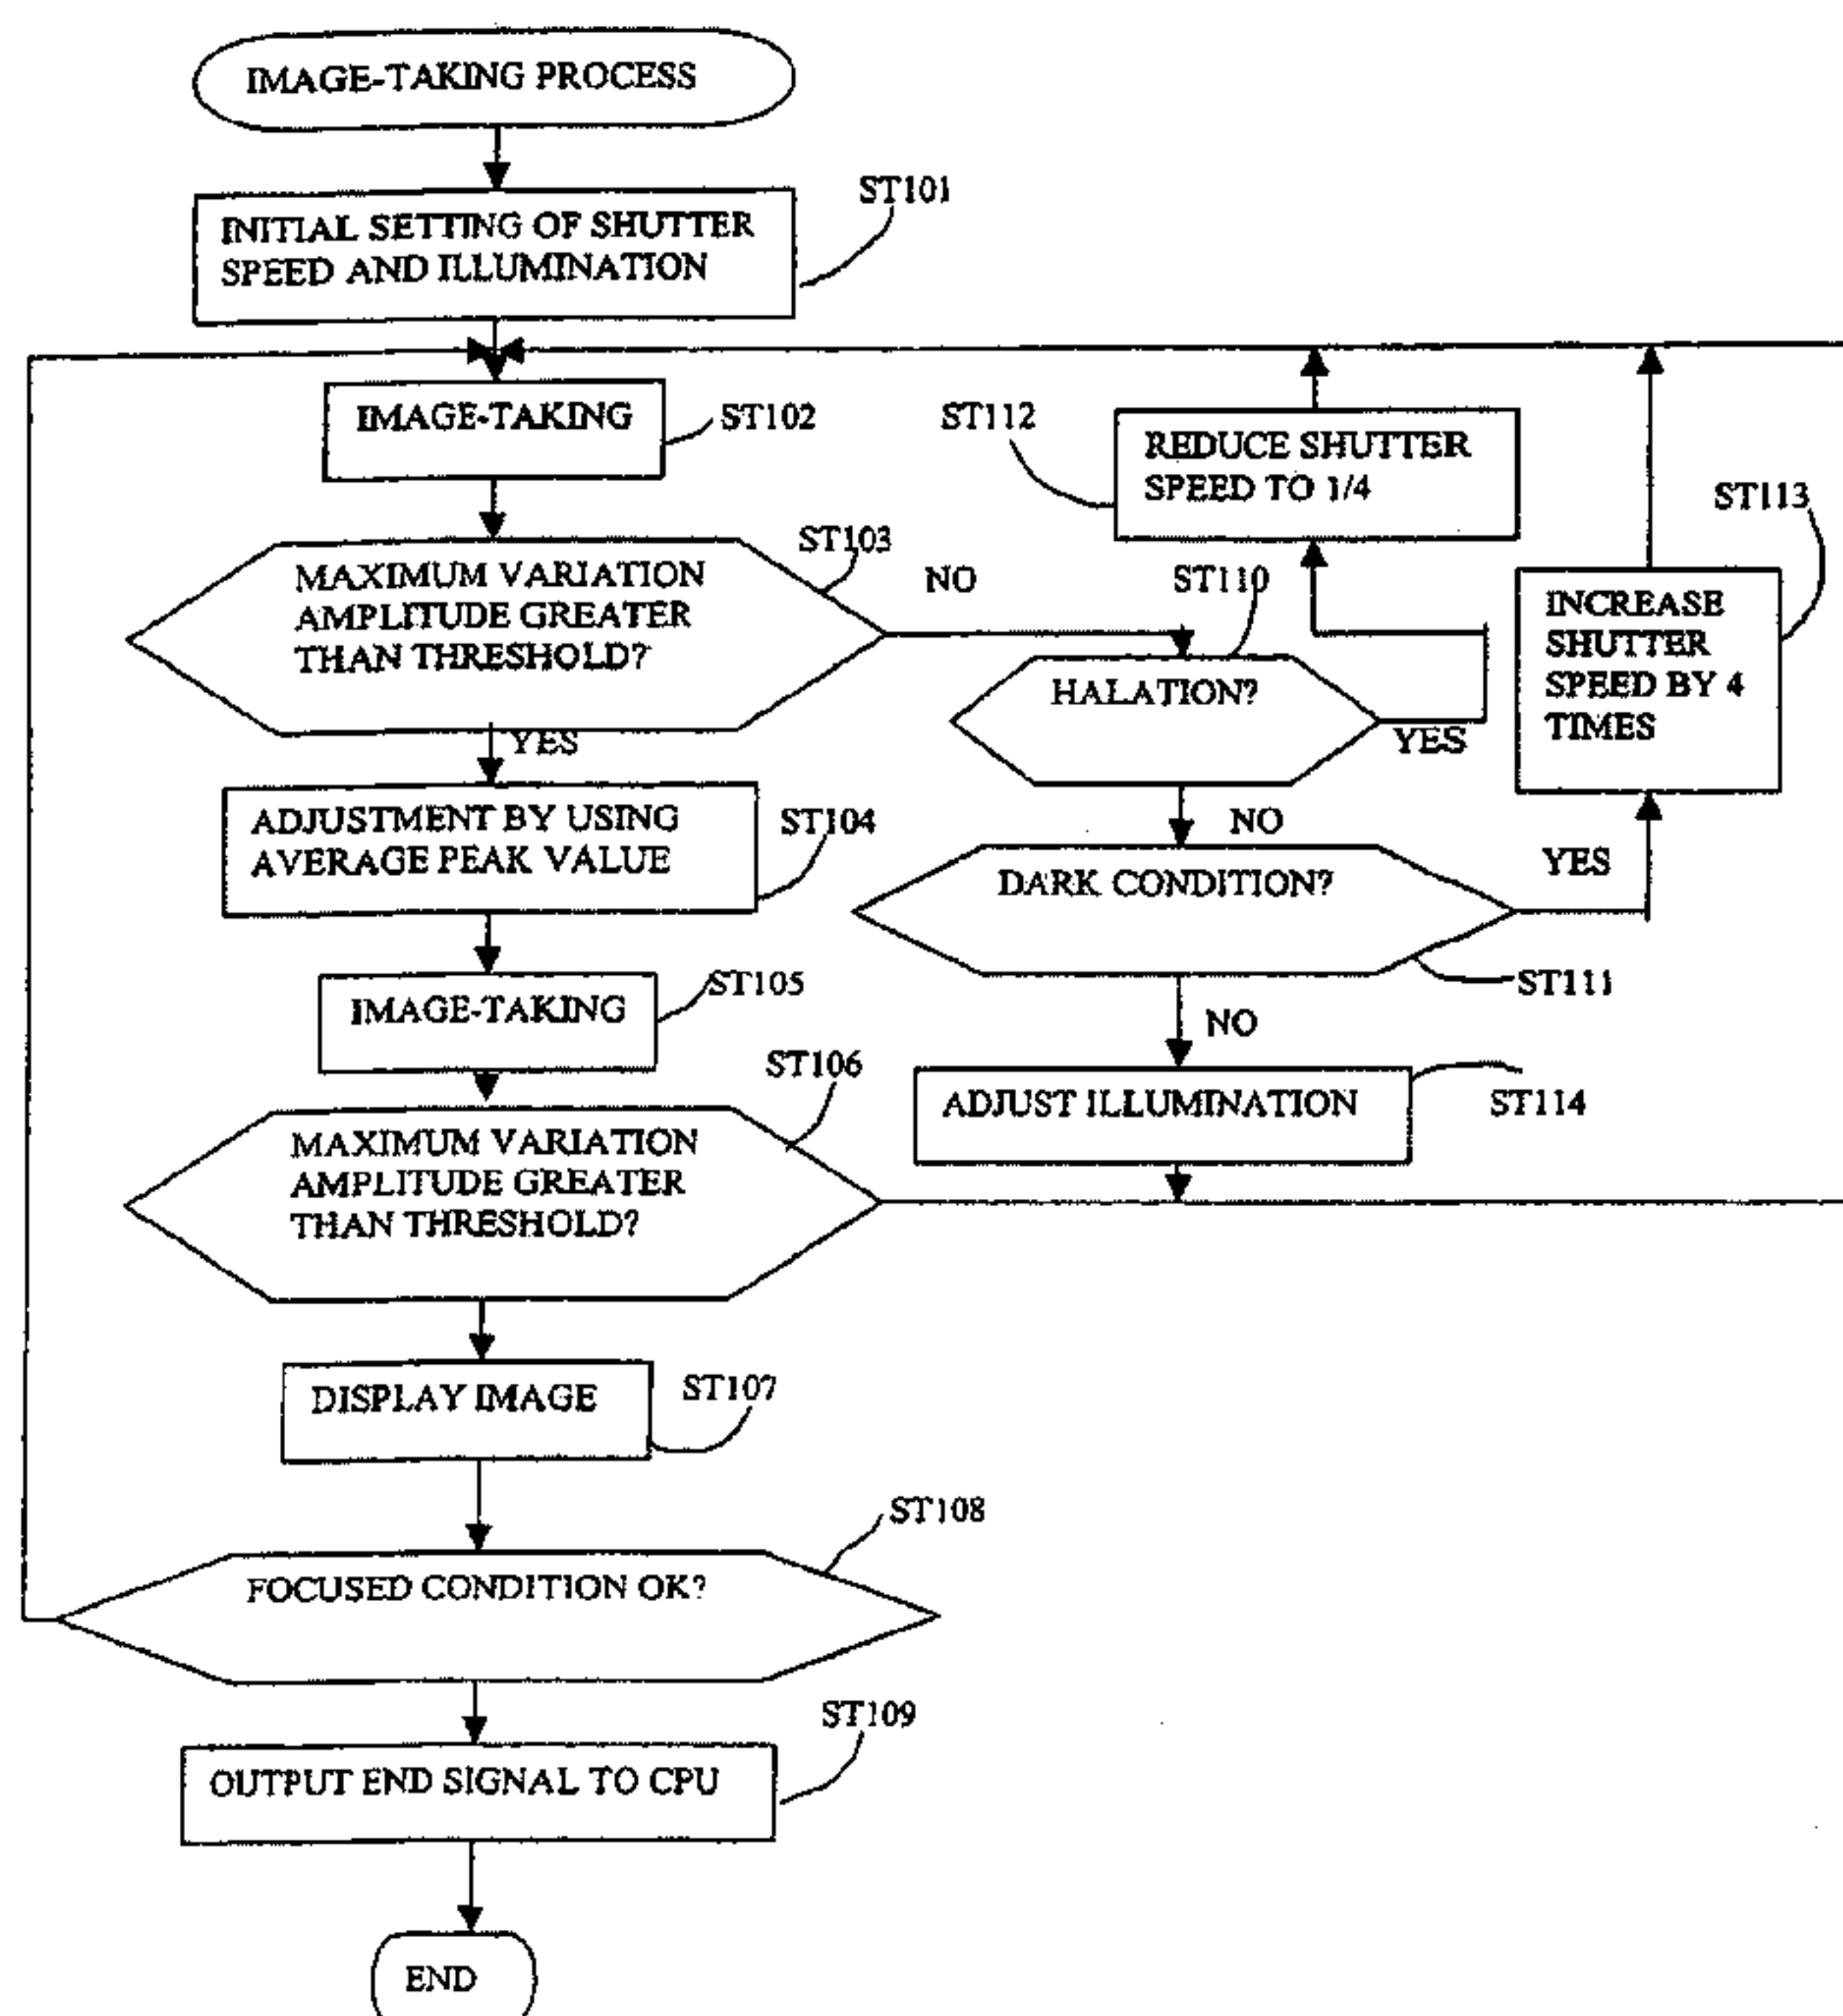 IMAGE-TAKING PROCESS
ST101
INITIAL SETTING OF SHUTTER
SPEED AND ILLUMINATION
IMAGE-TAKING
ST102
ST112
REDUCE SHUTTER
SPEED TO 1/4
ST113
ST103
MAXIMUM VARIATION
AMPLITUDE GREATER
THAN THRESHOLD?
NO
ST110
INCREASE
SHUTTER
SPEED BY 4
TIMES
HALATION?
YES
YES
ADJUSTMENT BY USING
AVERAGE PEAK VALUE
ST104
NO
YES
DARK CONDITION?
ST111
IMAGE-TAKING
ST105
NO
ST106
ADJUST ILLUMINATION
ST114
MAXIMUM VARIATION
AMPLITUDE GREATER
THAN THRESHOLD?
DISPLAY IMAGE
ST107
ST108
FOCUSED CONDITION OK?
ST109
OUTPUT END SIGNAL TO CPU
END